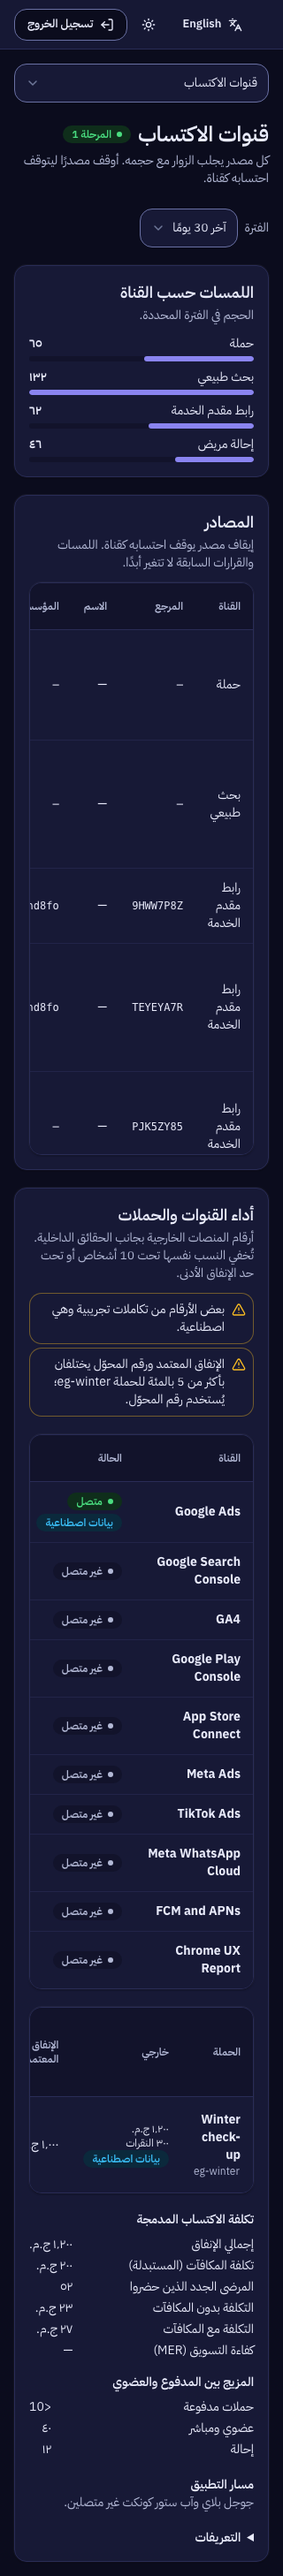 تسجيل الخروج
English
قنوات الاكتساب
قنوات الاكتساب
المرحلة 1
كل مصدر يجلب الزوار مع حجمه. أوقف مصدرًا ليتوقف
احتسابه كقناة.
الفترة
آخر 30 يومًا
اللمسات حسب القناة
الحجم في الفترة المحددة.
حملة
٦٥
بحث طبيعي
١٣٢
رابط مقدم الخدمة
٦٢
إحالة مريض
٤٦
المصادر
إيقاف مصدر يوقف احتسابه كقناة. اللمسات
والقرارات السابقة لا تتغير أبدًا.
القناة المرجع الاسم
حملة – — –
بحث
طبيعي
– — –
رابط
مقدم
الخدمة
9HWW7P8Z — nd8fo
رابط
مقدم
الخدمة
TEYEYA7R — nd8fo
رابط
مقدم
الخدمة
PJK5ZY85 — –
أداء القنوات والحملات
أرقام المنصات الخارجية بجانب الحقائق الداخلية.
تُخفي النسب نفسها تحت 10 أشخاص أو تحت
حد الإنفاق الأدنى.
بعض الأرقام من تكاملات تجريبية وهي
اصطناعية.
الإنفاق المعتمد ورقم المحوّل يختلفان
بأكثر من 5 بالمئة للحملة eg-winter؛
يُستخدم رقم المحوّل.
القناة الحالة
Google Ads
متصل
بيانات اصطناعية
Google Search
Console
غير متصل
GA4
غير متصل
Google Play
Console
غير متصل
App Store
Connect
غير متصل
Meta Ads
غير متصل
TikTok Ads
غير متصل
Meta WhatsApp
Cloud
غير متصل
FCM and APNs
غير متصل
Chrome UX
Report
غير متصل
الحملة
خارجي
الإنفاق
Winter
check-
up
eg-winter
١٬٢٠٠ ج.م.
٣٠٠ النقرات
بيانات اصطناعية
تكلفة الاكتساب المدمجة
إجمالي الإنفاق
١٬٢٠٠ ج.م.
تكلفة المكافآت (المستبدلة)
٢٠٠ ج.م.
المرضى الجدد الذين حضروا
٥٢
التكلفة بدون المكافآت
٢٣ ج.م.
التكلفة مع المكافآت
٢٧ ج.م.
كفاءة التسويق (MER)
—
المزيج بين المدفوع والعضوي
حملات مدفوعة
<10
عضوي ومباشر
٤٠
إحالة
١٢
مسار التطبيق
جوجل بلاي وآب ستور كونكت غير متصلين.
التعريفات